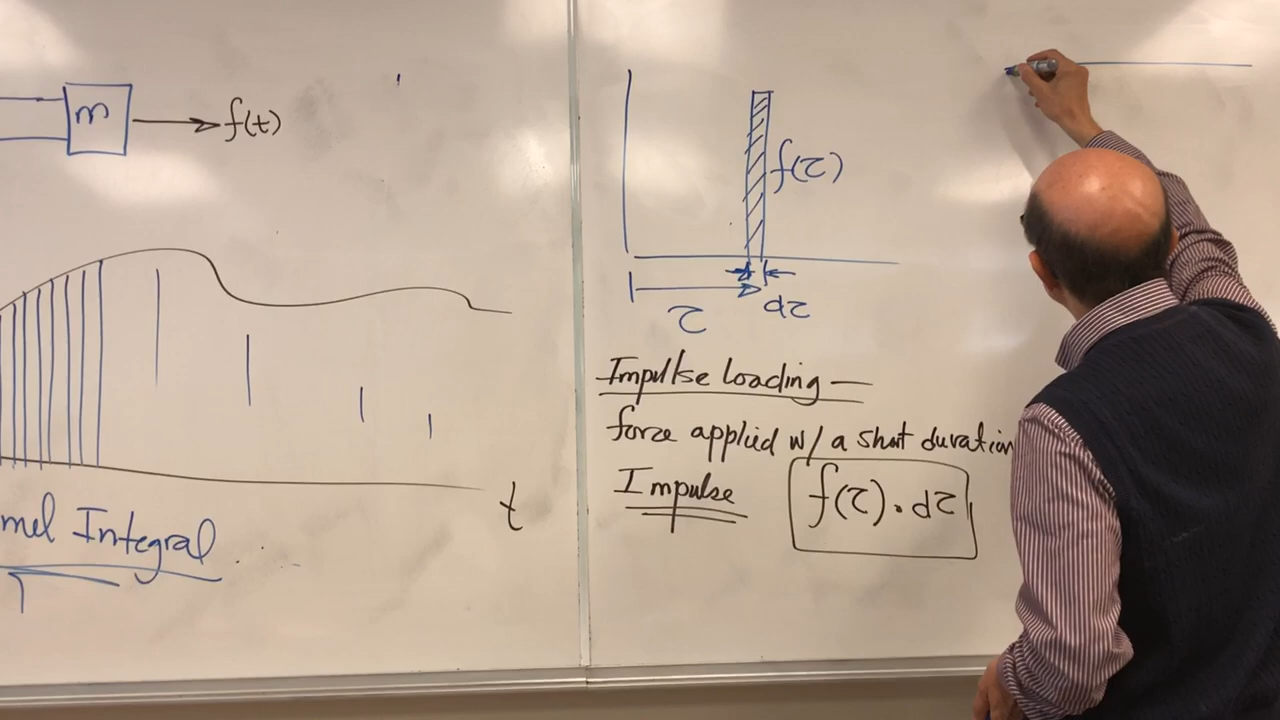 m
f(t)
t
mel Integral
f(τ)
τ
dτ
Impulse loading —
force applied w/ a short duration
Impulse f(τ).dτ